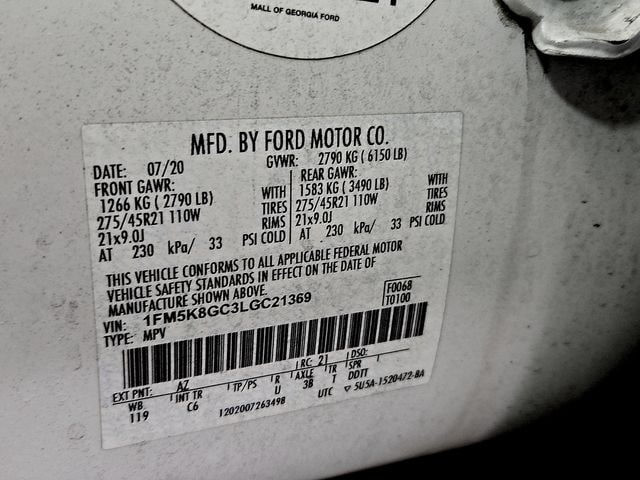 MALL OF GEORGIA FORD
MFD. BY FORD MOTOR CO.
DATE: 07/20 GVWR: 2790 KG ( 6150 LB)
FRONT GAWR: REAR GAWR:
1266 KG ( 2790 LB) WITH 1583 KG ( 3490 LB) WITH
275/45R21 110W TIRES 275/45R21 110W TIRES
21x9.0J RIMS 21x9.0J RIMS
AT 230 kPa/ 33 PSI COLD AT 230 kPa/ 33 PSI COLD
THIS VEHICLE CONFORMS TO ALL APPLICABLE FEDERAL MOTOR
VEHICLE SAFETY STANDARDS IN EFFECT ON THE DATE OF
MANUFACTURE SHOWN ABOVE.
VIN: 1FM5K8GC3LGC21369 F0068
TYPE: MPV T0100
RC: 21 DSO:
EXT PNT: AZ
WB INT TR TP/PS R AXLE TR SPR
119 C6 U 3B T DDTT
1202007263498 UTC ▽ 5U5A-1520472-BA